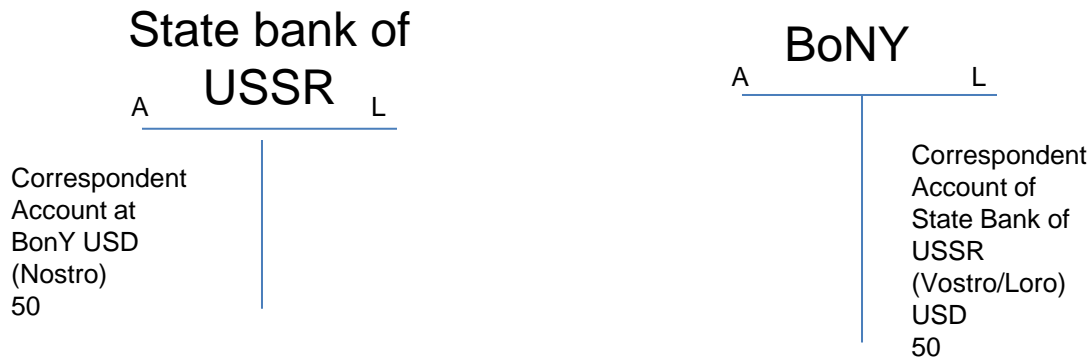 State bank of
USSR
A L
Correspondent
Account at
BonY USD
(Nostro)
50
BoNY
A L
Correspondent
Account of
State Bank of
USSR
(Vostro/Loro)
USD
50